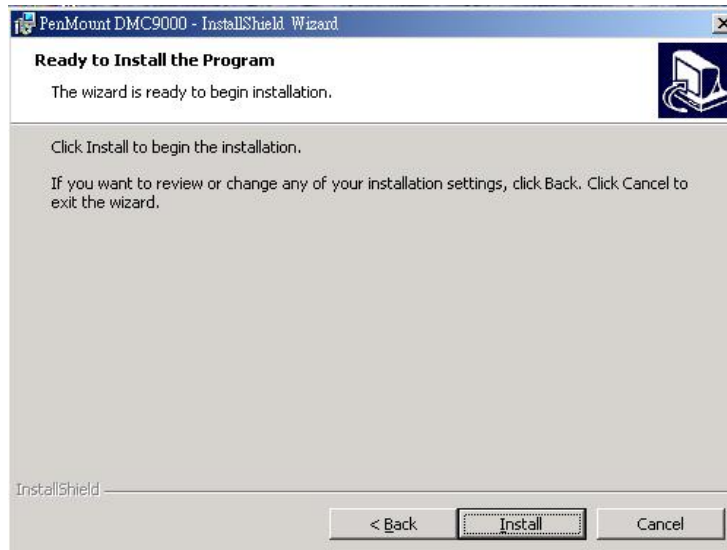 PenMount DMC9000 - InstallShield Wizard
Ready to Install the Program
The wizard is ready to begin installation.
Click Install to begin the installation.
If you want to review or change any of your installation settings, click Back. Click Cancel to
exit the wizard.
InstallShield
< Back
Install
Cancel